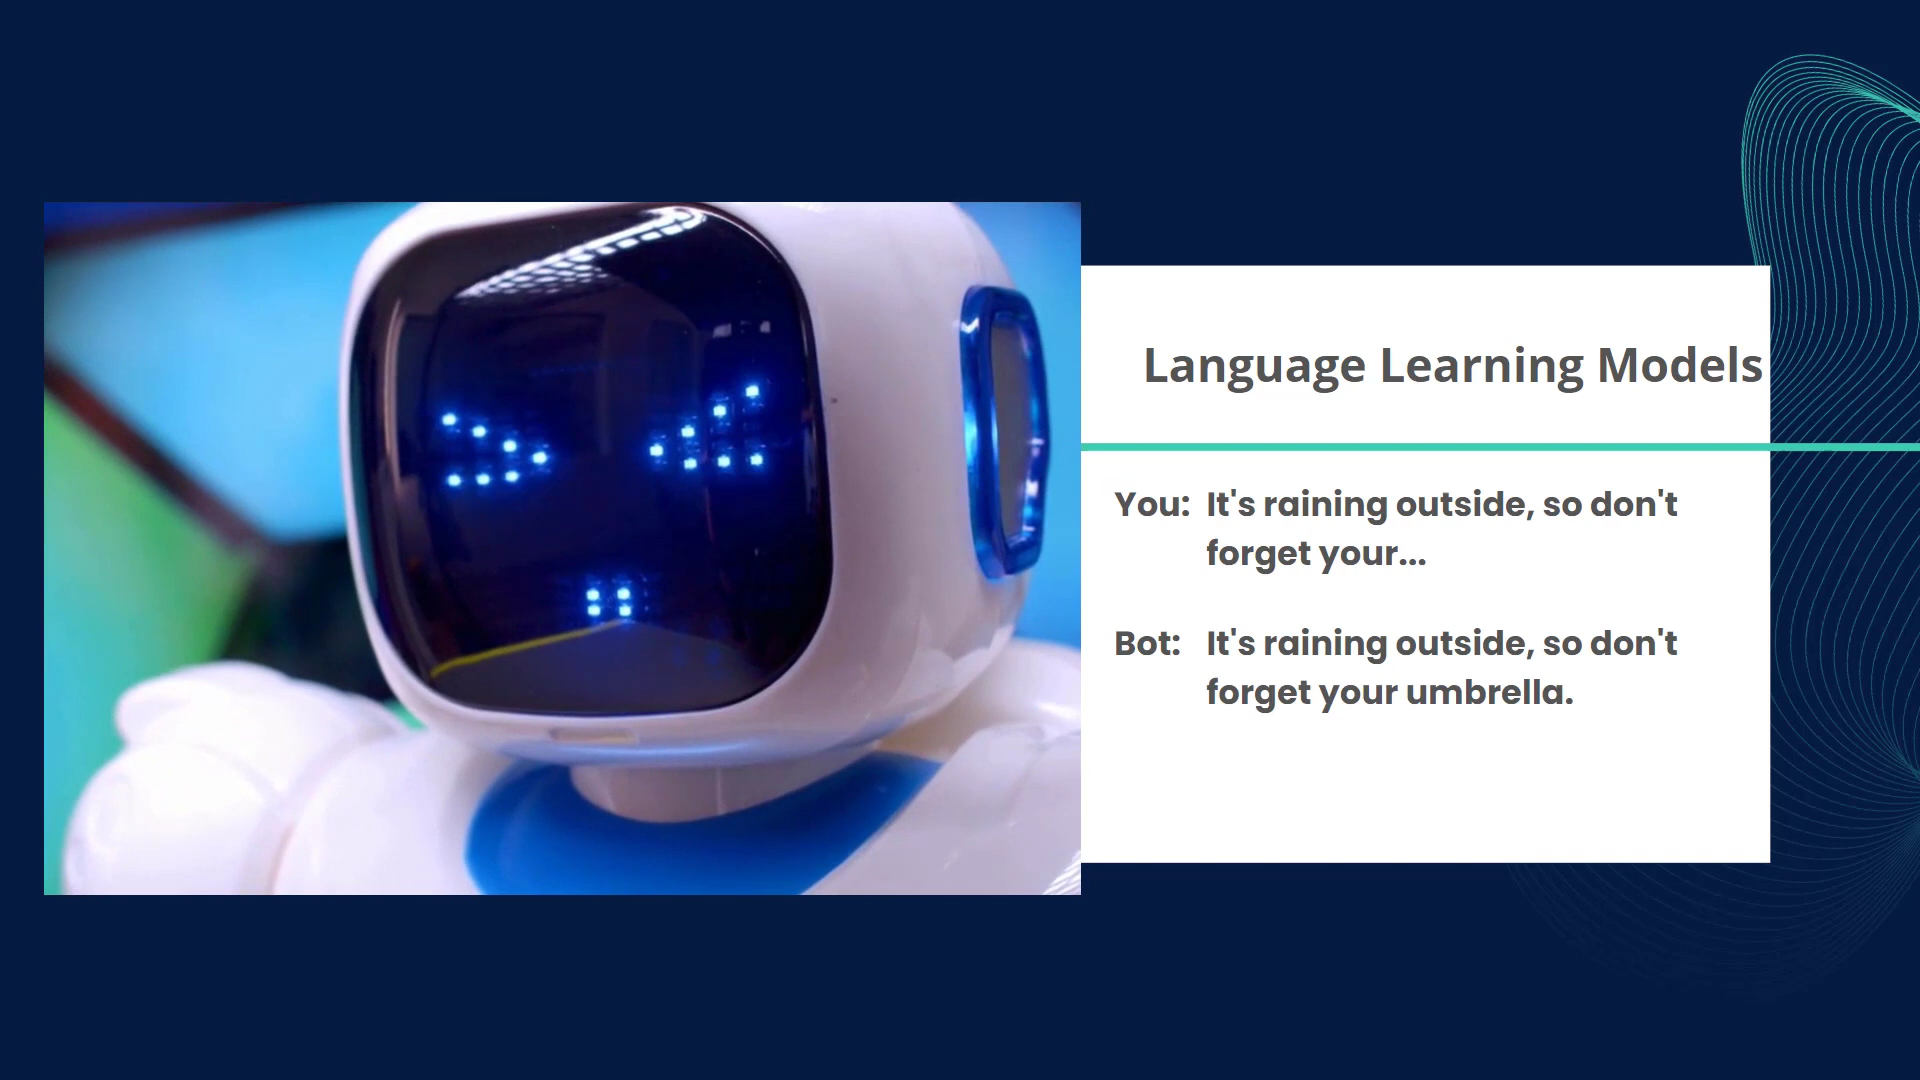 Language Learning Models
You: It's raining outside, so don't
forget your...
Bot: It's raining outside, so don't
forget your umbrella.